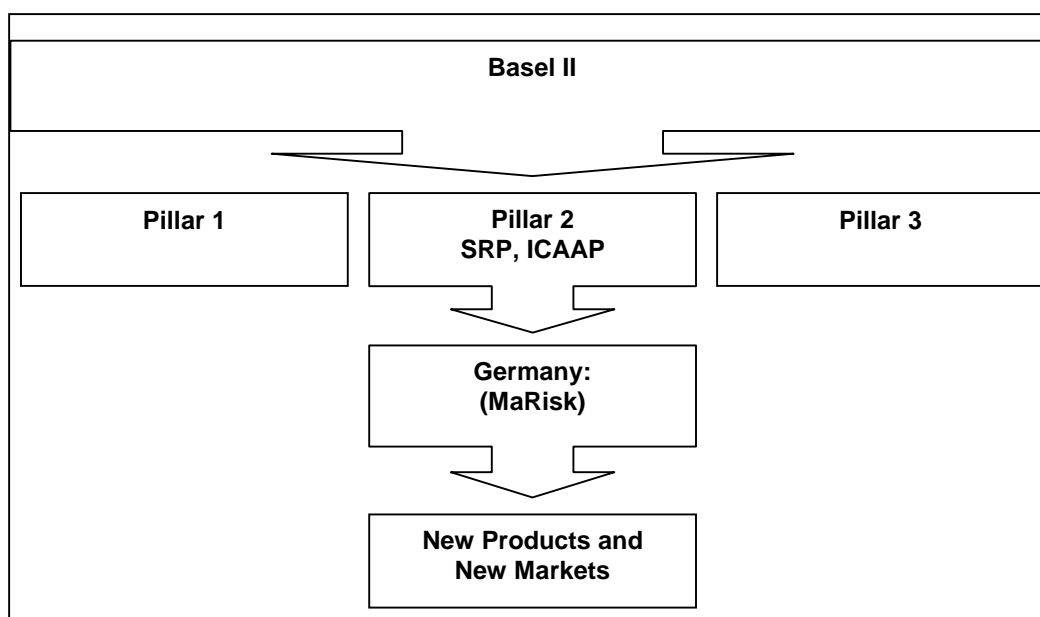 Basel II
Pillar 1
Pillar 2
SRP, ICAAP
Pillar 3
Germany:
(MaRisk)
New Products and
New Markets